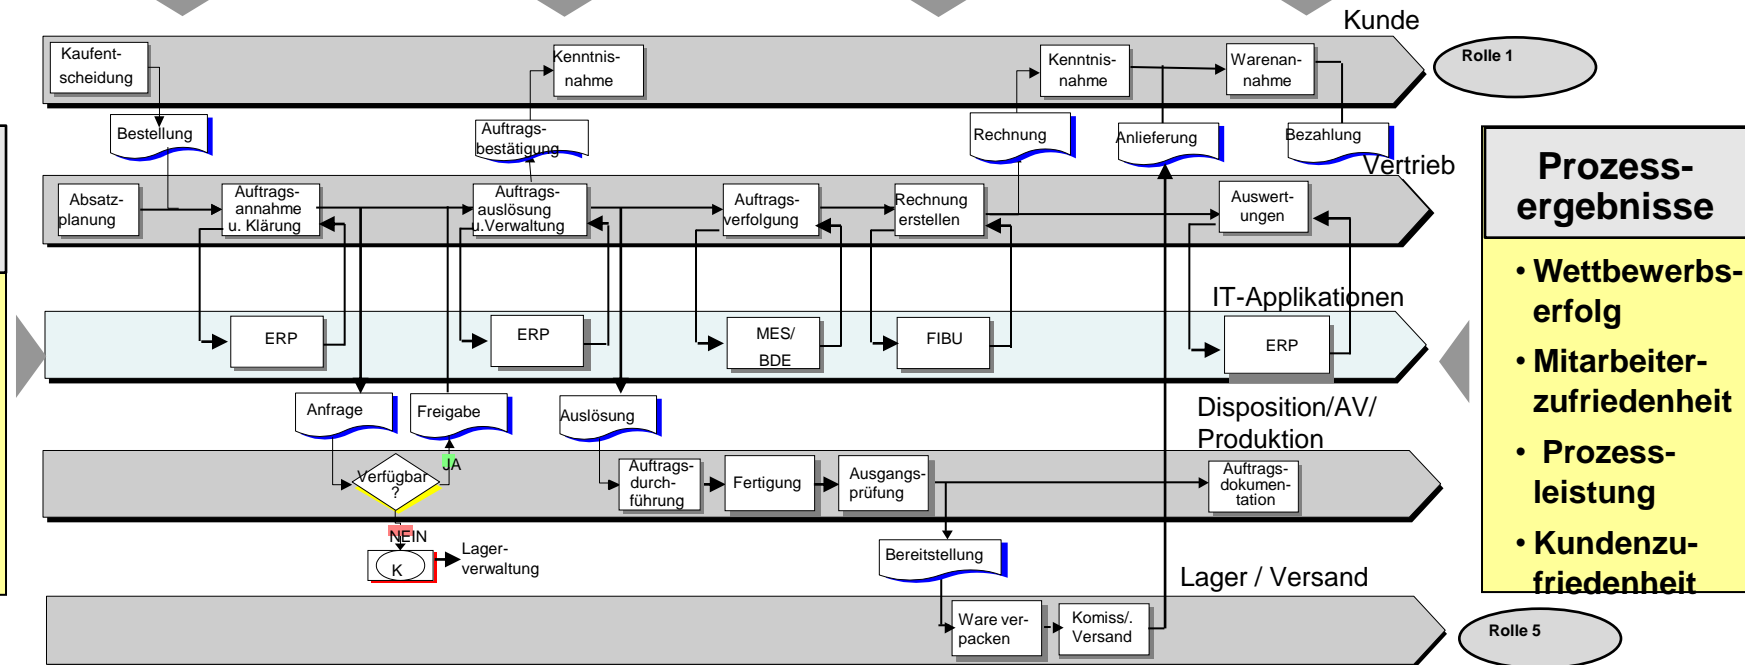 Kunde
Kaufent-
scheidung
Kenntnis-
nahme
Kenntnis-
nahme
Warenan-
nahme
Rolle 1
Bestellung
Auftrags-
bestätigung
Rechnung
Anlieferung
Bezahlung
Vertrieb
Absatz-
planung
Auftrags-
annahme
u. Klärung
Auftrags-
auslösung
u.Verwaltung
Auftrags-
verfolgung
Rechnung
erstellen
Auswert-
ungen
IT-Applikationen
ERP
ERP
MES/
BDE
FIBU
ERP
Anfrage
Freigabe
Auslösung
Disposition/AV/
Produktion
Verfügbar
?
JA
NEIN
K
Lager-
verwaltung
Auftrags-
durch-
führung
Fertigung
Ausgangs-
prüfung
Auftrags-
dokumen-
tation
Bereitstellung
Lager / Versand
Ware ver-
packen
Komiss/.
Versand
Rolle 5
Prozess-
ergebnisse
• Wettbewerbs-
erfolg
• Mitarbeiter-
zufriedenheit
• Prozess-
leistung
• Kundenzu-
friedenheit